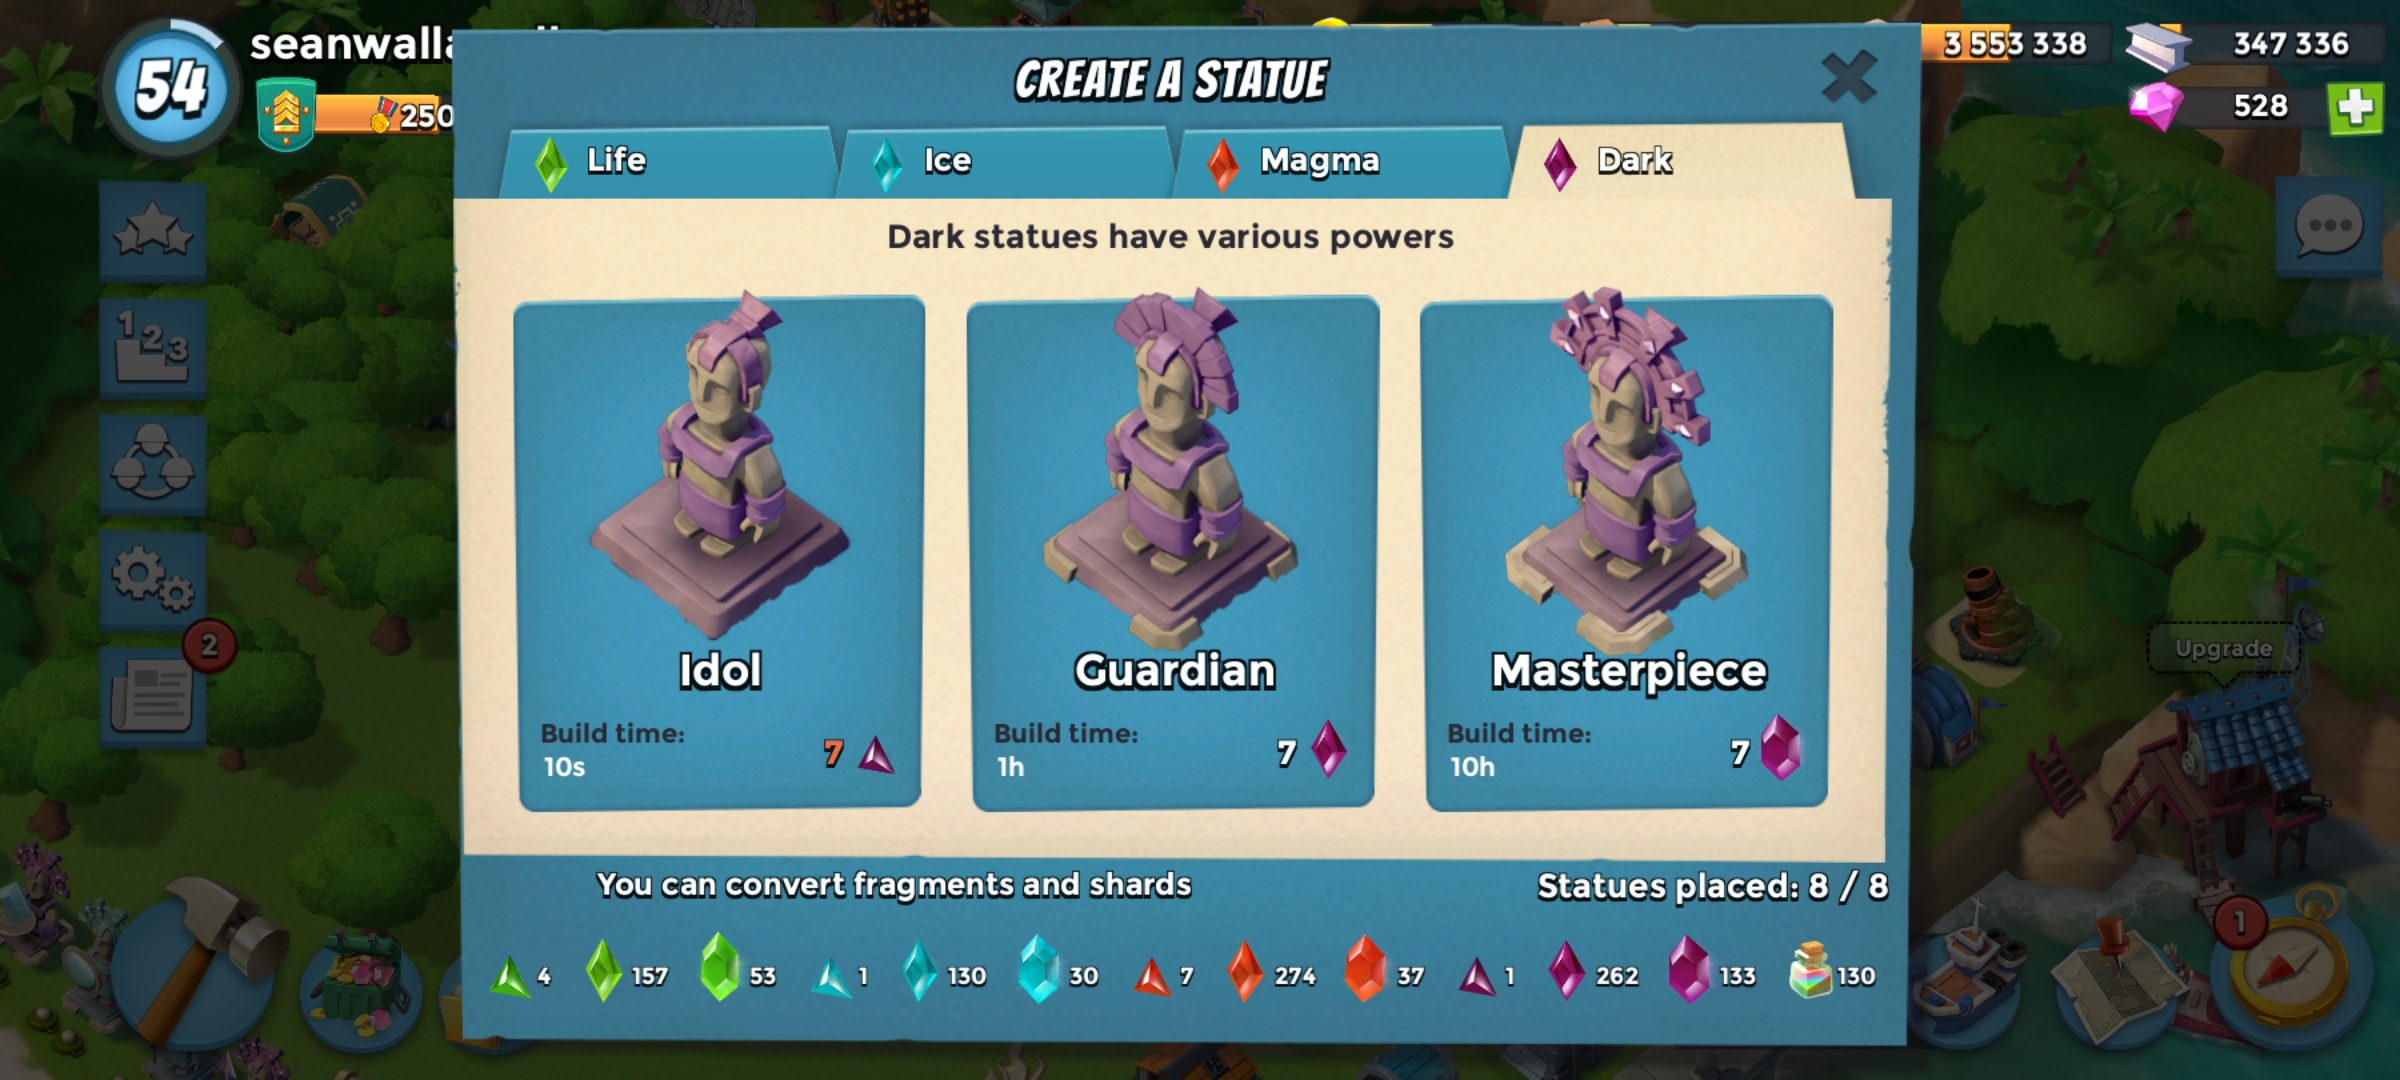 54
250
3 553 338
347 336
528
CREATE A STATUE
Life
Ice
Magma
Dark
Dark statues have various powers
1 2 3
2
Idol
Build time:
10s
7
Guardian
Build time:
1h
7
Masterpiece
Build time:
10h
7
Upgrade
You can convert fragments and shards
Statues placed: 8 / 8
1
4
157
53
1
130
30
7
274
37
1
262
133
130